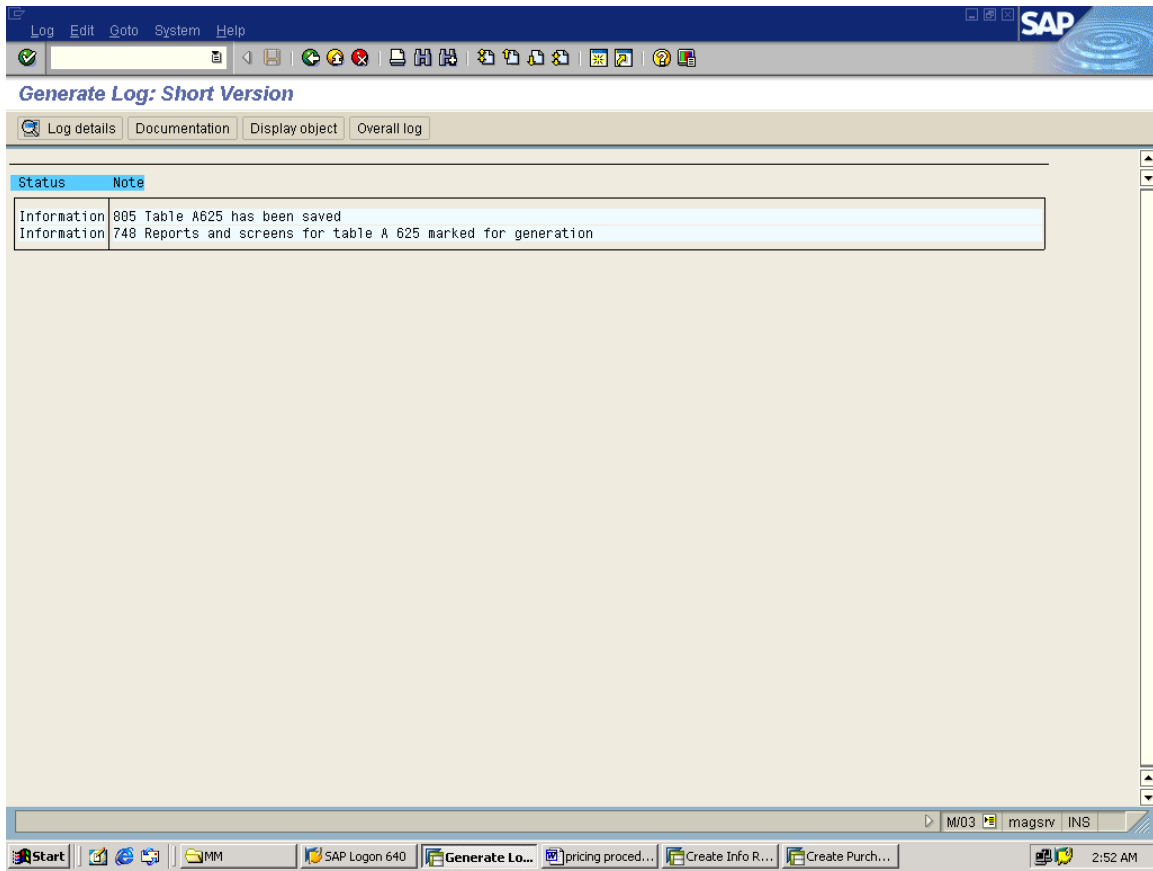 Log Edit Goto System Help
SAP
Generate Log: Short Version
Log details Documentation Display object Overall log
Status Note
Information 805 Table A625 has been saved
Information 748 Reports and screens for table A 625 marked for generation
M/03 magsrv INS
Start MM SAP Logon 640 Generate Lo... pricing proced... Create Info R... Create Purch... 2:52 AM